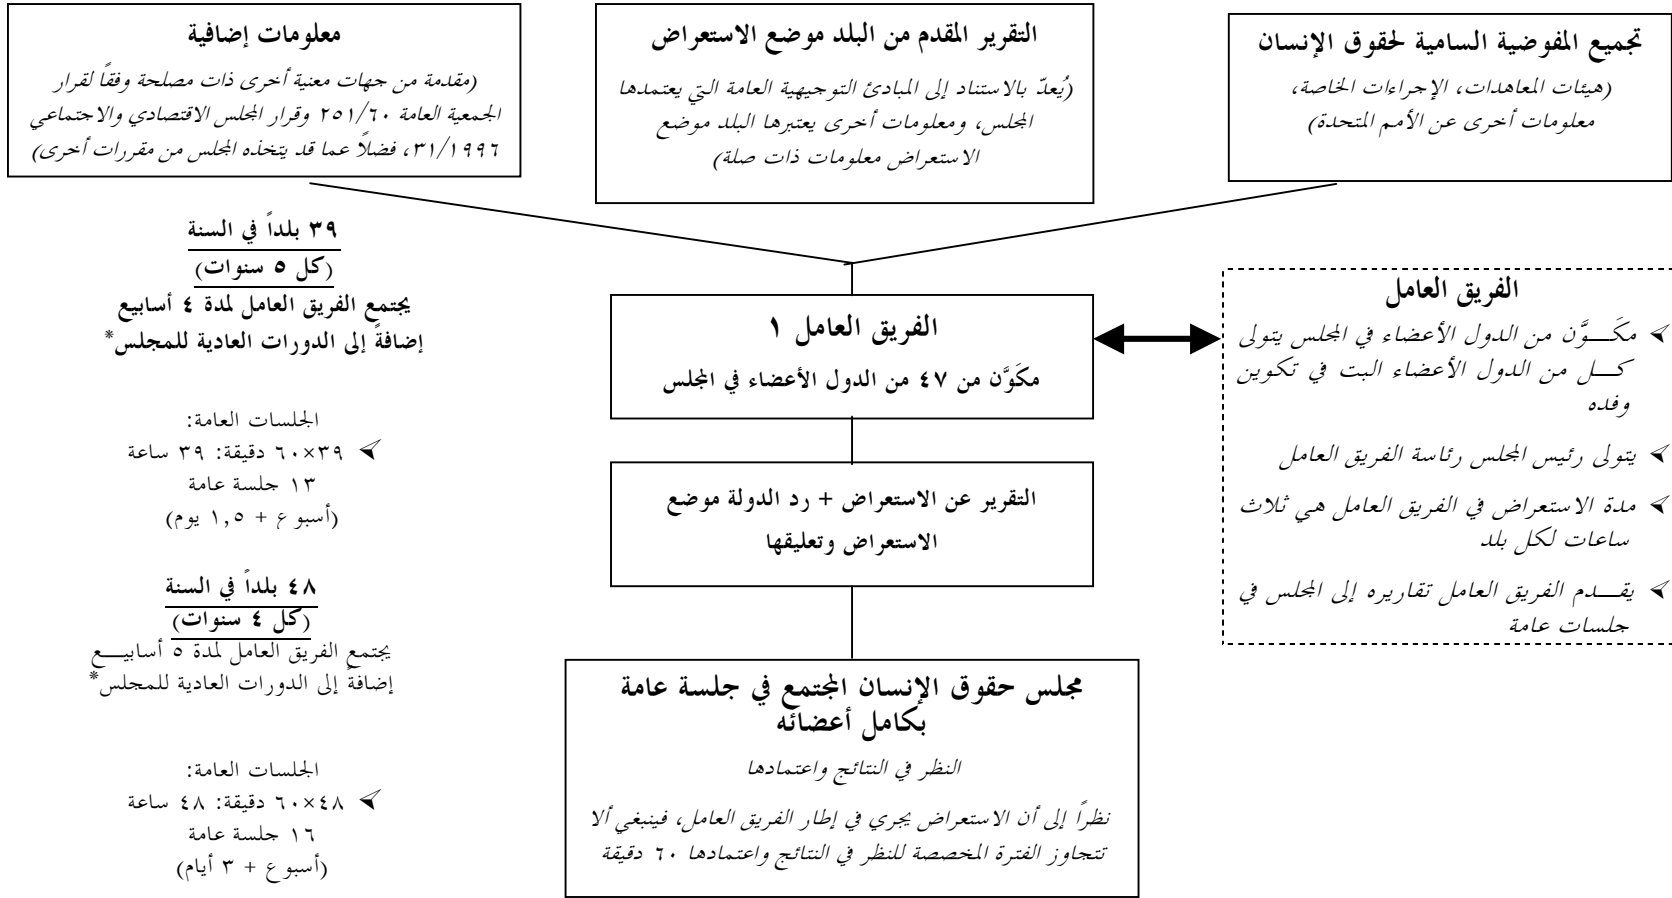 تجميع المفوضية السامية لحقوق الإنسان
(هيئات المعاهدات، الإجراءات الخاصة،
معلومات أخرى عن الأمم المتحدة)
التقرير المقدم من البلد موضع الاستعراض
(يُعدّ بالاستناد إلى المبادئ التوجيهية العامة التي يعتمدها
المجلس، ومعلومات أخرى يعتبرها البلد موضع
الاستعراض معلومات ذات صلة)
معلومات إضافية
(مقدمة من جهات معنية أخرى ذات مصلحة وفقاً لقرار
الجمعية العامة ٢٥١/٦٠ وقرار المجلس الاقتصادي والاجتماعي
٣١/١٩٩٦، فضلاً عما قد يتخذه المجلس من مقررات أخرى)
الفريق العامل
➢ مكَـــوَّن من الدول الأعضاء في المجلس يتولى
كـــل من الدول الأعضاء البت في تكوين
وفده
➢ يتولى رئيس المجلس رئاسة الفريق العامل
➢ مدة الاستعراض في الفريق العامل هي ثلاث
ساعات لكل بلد
➢ يقـــدم الفريق العامل تقاريره إلى المجلس في
جلسات عامة
الفريق العامل ١
مكَوَّن من ٤٧ من الدول الأعضاء في المجلس
التقرير عن الاستعراض + رد الدولة موضع
الاستعراض وتعليقها
مجلس حقوق الإنسان المجتمع في جلسة عامة
بكامل أعضائه
النظر في النتائج واعتمادها
نظراً إلى أن الاستعراض يجري في إطار الفريق العامل، فينبغي ألا
تتجاوز الفترة المخصصة للنظر في النتائج واعتمادها ٦٠ دقيقة
٣٩ بلداً في السنة
(كل ٥ سنوات)
يجتمع الفريق العامل لمدة ٤ أسابيع
إضافةً إلى الدورات العادية للمجلس*
الجلسات العامة:
➢ ٣٩×٦٠ دقيقة: ٣٩ ساعة
١٣ جلسة عامة
(أسبوع + ١,٥ يوم)
٤٨ بلداً في السنة
(كل ٤ سنوات)
يجتمع الفريق العامل لمدة ٥ أسابيـــع
إضافةً إلى الدورات العادية للمجلس*
الجلسات العامة:
➢ ٤٨×٦٠ دقيقة: ٤٨ ساعة
١٦ جلسة عامة
(أسبوع + ٣ أيام)